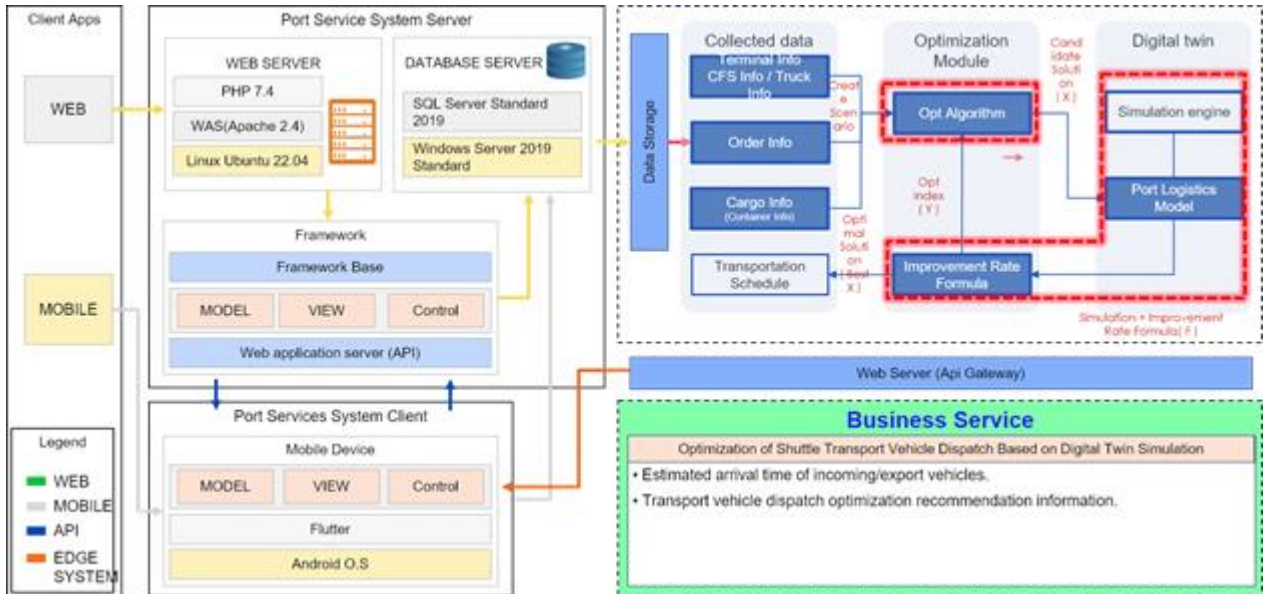 Client Apps
WEB
MOBILE
Legend
WEB
MOBILE
API
EDGE
SYSTEM
Port Service System Server
WEB SERVER
PHP 7.4
WAS(Apache 2.4)
Linux Ubuntu 22.04
DATABASE SERVER
SQL Server Standard
2019
Windows Server 2019
Standard
Framework
Framework Base
MODEL
VIEW
Control
Web application server (API)
Port Services System Client
Mobile Device
MODEL
VIEW
Control
Flutter
Android O.S
Data Storage
Collected data
Terminal Info
CFS Info / Truck
Info
Order Info
Cargo Info
(Container Info)
Transportation
Schedule
Creat
e
Scen
ario
Opti
mal
Soluti
on
( Best
X )
Optimization
Module
Opt Algorithm
Opt
index
( Y )
Improvement Rate
Formula
Cand
idate
Soluti
on
( X )
Digital twin
Simulation engine
Port Logistics
Model
Simulation + Improvement
Rate Formula( F )
Web Server (Api Gateway)
Business Service
Optimization of Shuttle Transport Vehicle Dispatch Based on Digital Twin Simulation
• Estimated arrival time of incoming/export vehicles.
• Transport vehicle dispatch optimization recommendation information.